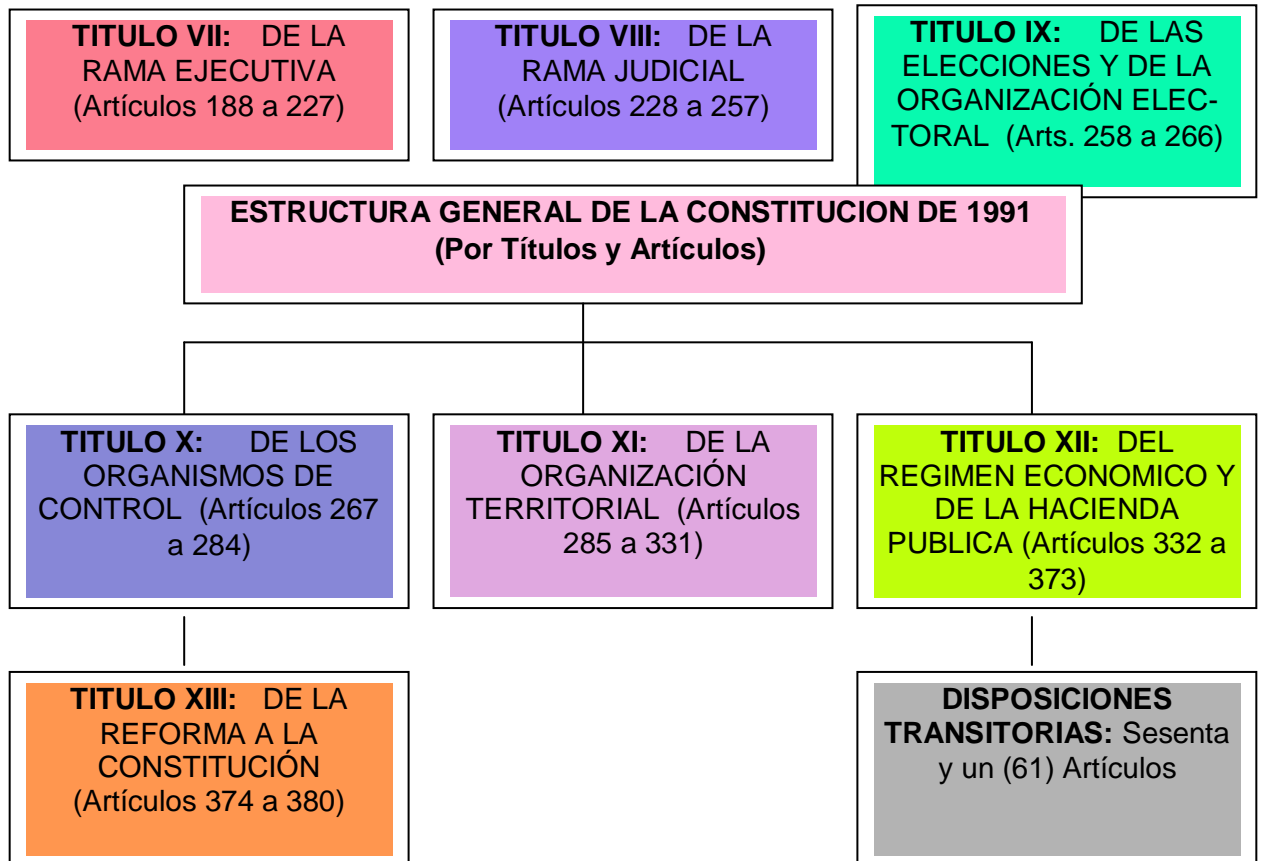 TITULO VII: DE LA
RAMA EJECUTIVA
(Artículos 188 a 227)
TITULO VIII: DE LA
RAMA JUDICIAL
(Artículos 228 a 257)
TITULO IX: DE LAS
ELECCIONES Y DE LA
ORGANIZACIÓN ELEC-
TORAL (Arts. 258 a 266)
ESTRUCTURA GENERAL DE LA CONSTITUCION DE 1991
(Por Títulos y Artículos)
TITULO X: DE LOS
ORGANISMOS DE
CONTROL (Artículos 267
a 284)
TITULO XI: DE LA
ORGANIZACIÓN
TERRITORIAL (Artículos
285 a 331)
TITULO XII: DEL
REGIMEN ECONOMICO Y
DE LA HACIENDA
PUBLICA (Artículos 332 a
373)
TITULO XIII: DE LA
REFORMA A LA
CONSTITUCIÓN
(Artículos 374 a 380)
DISPOSICIONES
TRANSITORIAS: Sesenta
y un (61) Artículos